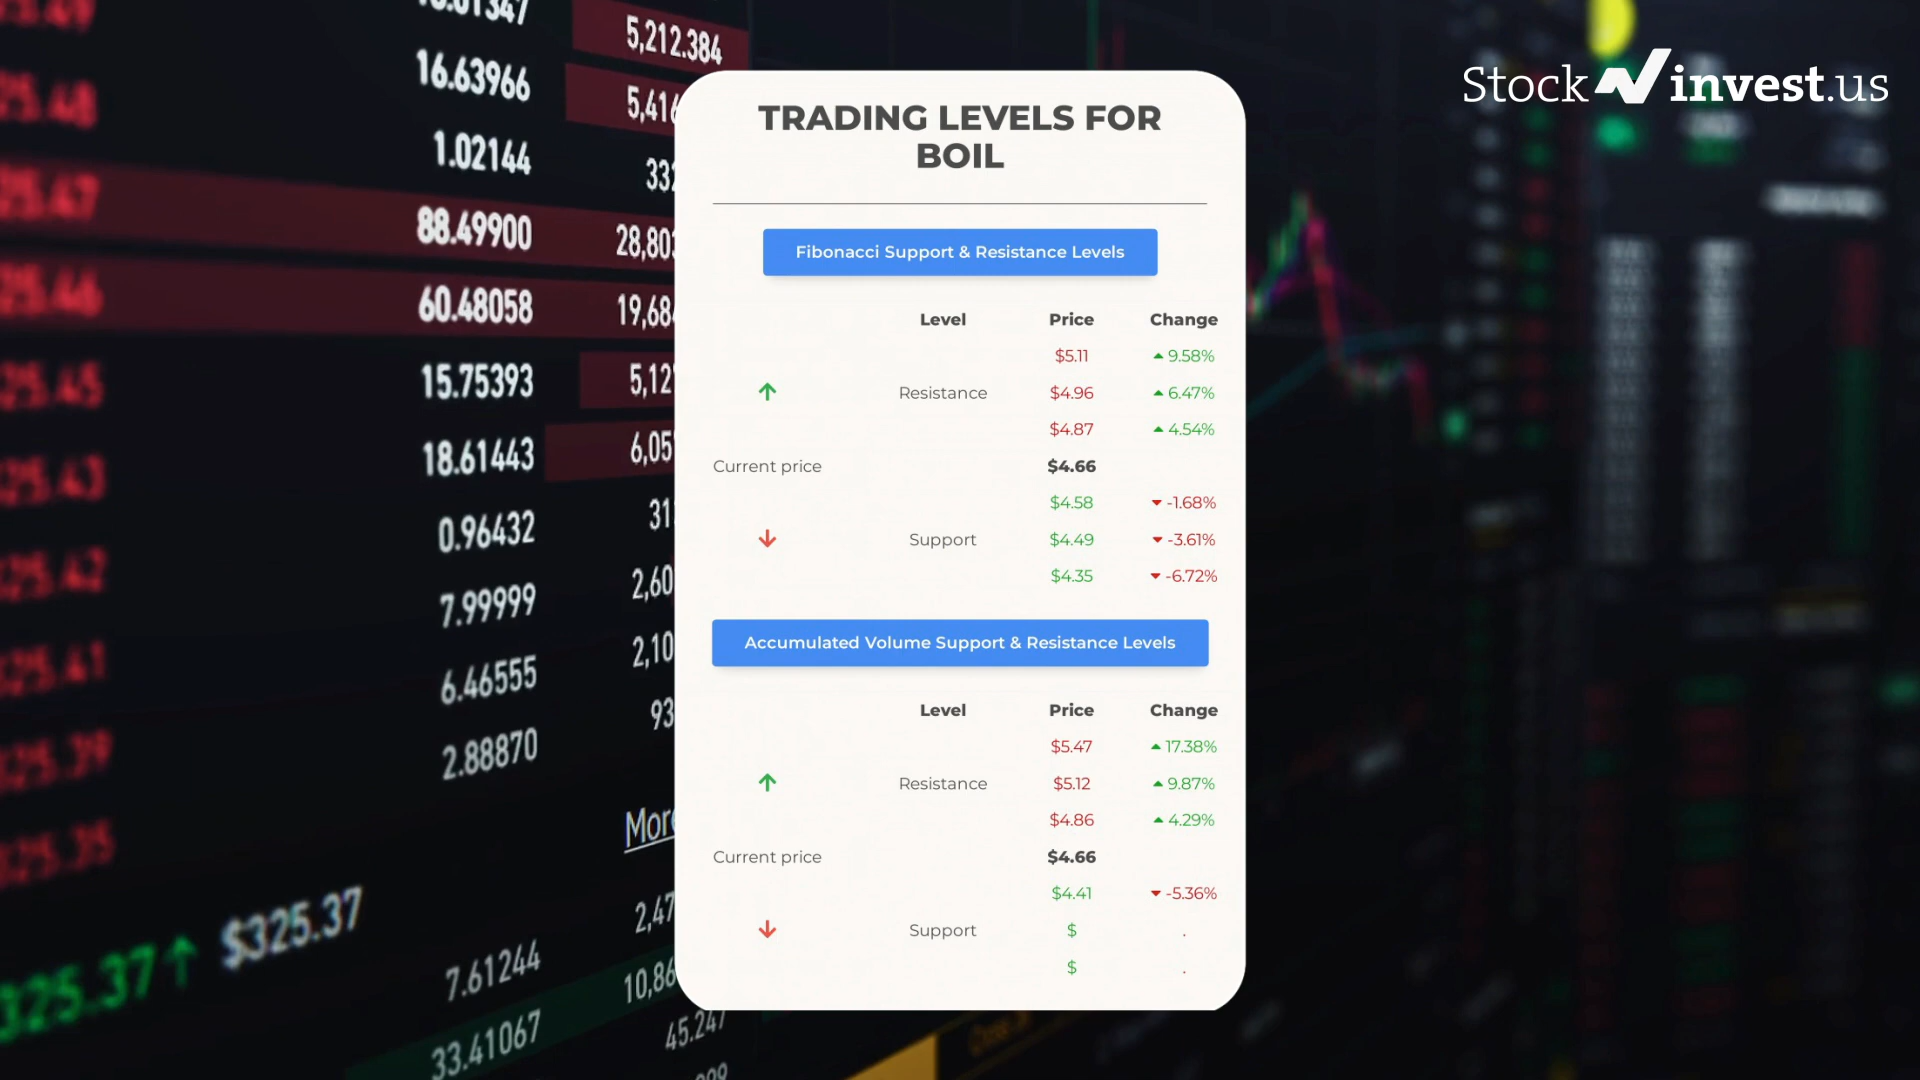 Stock invest.us
TRADING LEVELS FOR
BOIL
Fibonacci Support & Resistance Levels
Level Price Change
$5.11 9.58%
Resistance $4.96 6.47%
$4.87 4.54%
Current price $4.66
$4.58 -1.68%
Support $4.49 -3.61%
$4.35 -6.72%
Accumulated Volume Support & Resistance Levels
Level Price Change
$5.47 17.38%
Resistance $5.12 9.87%
$4.86 4.29%
Current price $4.66
$4.41 -5.36%
Support $ .
$ .
5,212.384
16.63966
1.02144
88.49900
60.48058
15.75393
18.61443
0.96432
7.99999
6.46555
2.88870
325.37 $325.37
7.61244
33.41067
45.247